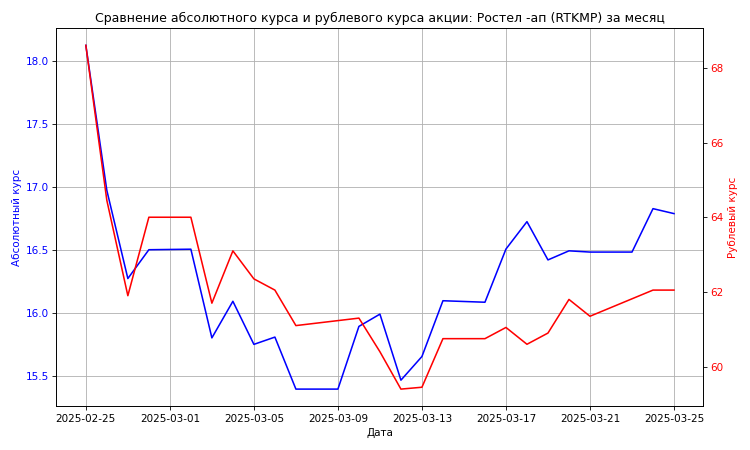 Сравнение абсолютного курса и рублевого курса акции: Ростел -ап (RTKMP) за месяц
18.0
17.5
17.0
16.5
16.0
15.5
Абсолютный курс
68
66
64
62
60
Рублевый курс
2025-02-25 2025-03-01 2025-03-05 2025-03-09 2025-03-13 2025-03-17 2025-03-21 2025-03-25
Дата